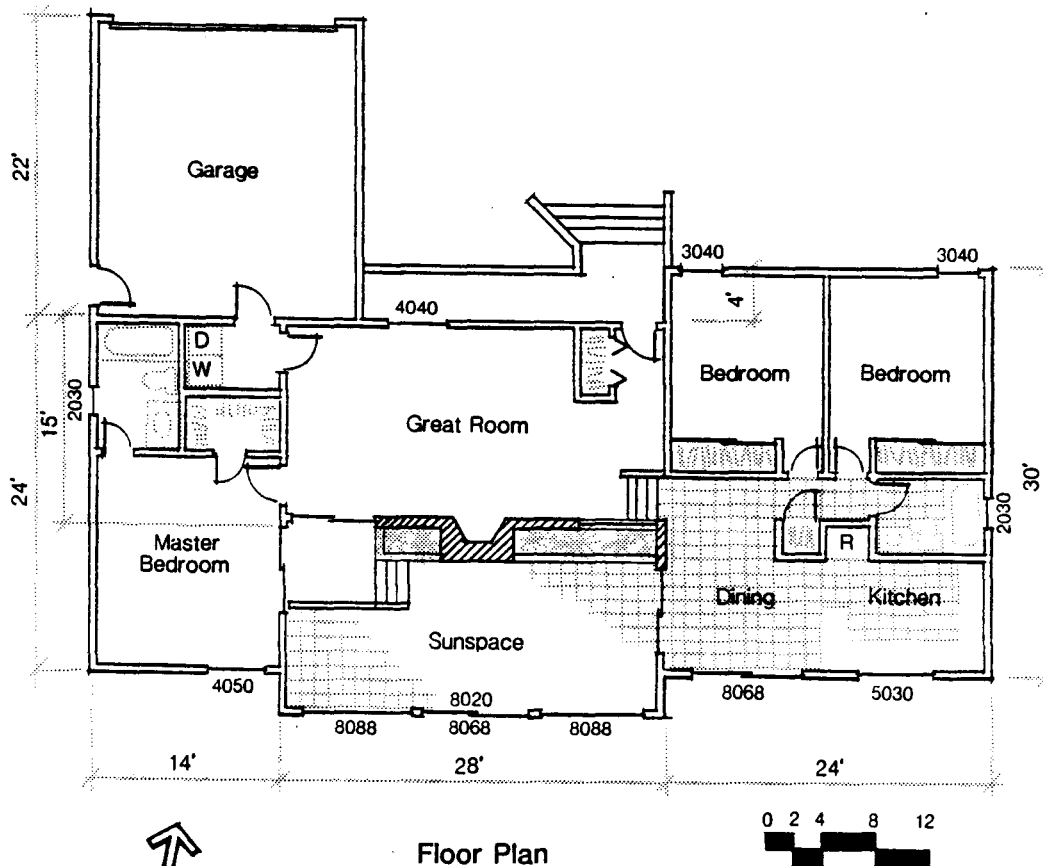 Garage
22'
3040
3040
4'
4040
D
W
Bedroom
Bedroom
2030
15'
Great Room
24'
30'
2030
Master
Bedroom
R
Dining
Kitchen
Sunspace
4050
8020
8088
8068
8088
8068
5030
14'
28'
24'
0 2 4 8 12
Floor Plan